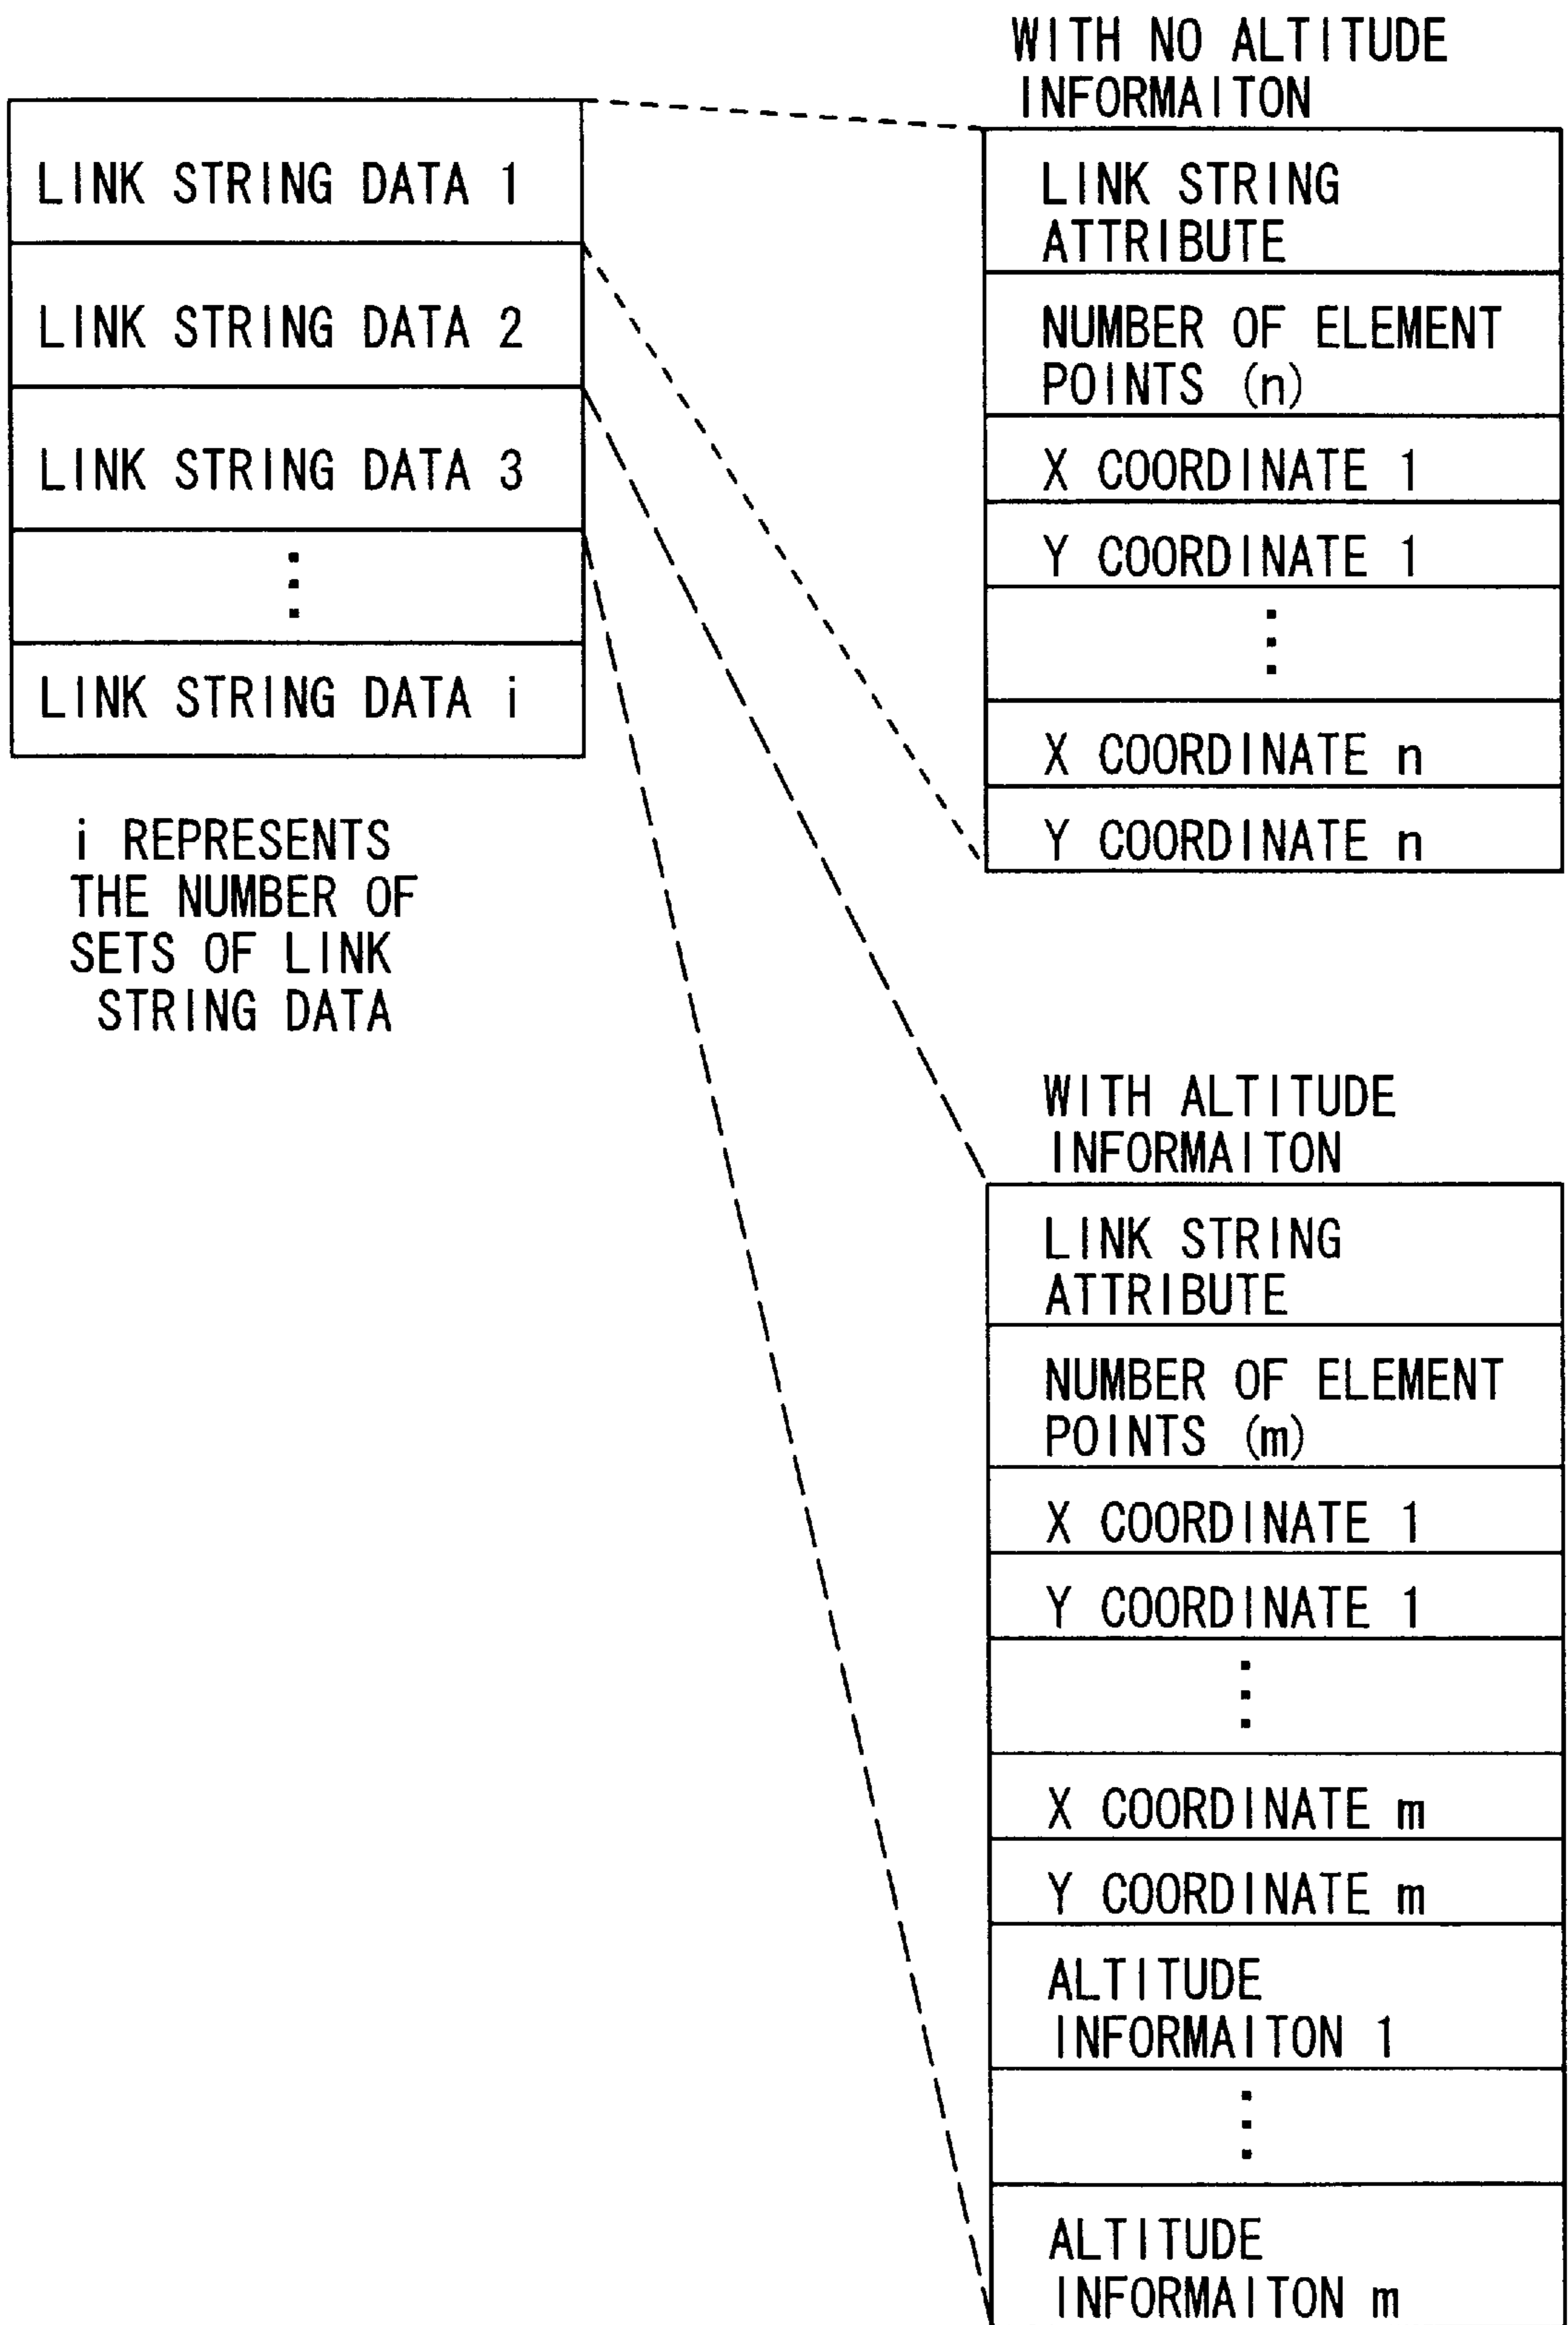 LINK STRING DATA 1
LINK STRING DATA 2
LINK STRING DATA 3
LINK STRING DATA i
i REPRESENTS
THE NUMBER OF
SETS OF LINK
STRING DATA
WITH NO ALTITUDE
INFORMAITON
LINK STRING
ATTRIBUTE
NUMBER OF ELEMENT
POINTS (n)
X COORDINATE 1
Y COORDINATE 1
X COORDINATE n
Y COORDINATE n
WITH ALTITUDE
INFORMAITON
LINK STRING
ATTRIBUTE
NUMBER OF ELEMENT
POINTS (m)
X COORDINATE 1
Y COORDINATE 1
X COORDINATE m
Y COORDINATE m
ALTITUDE
INFORMAITON 1
ALTITUDE
INFORMAITON m